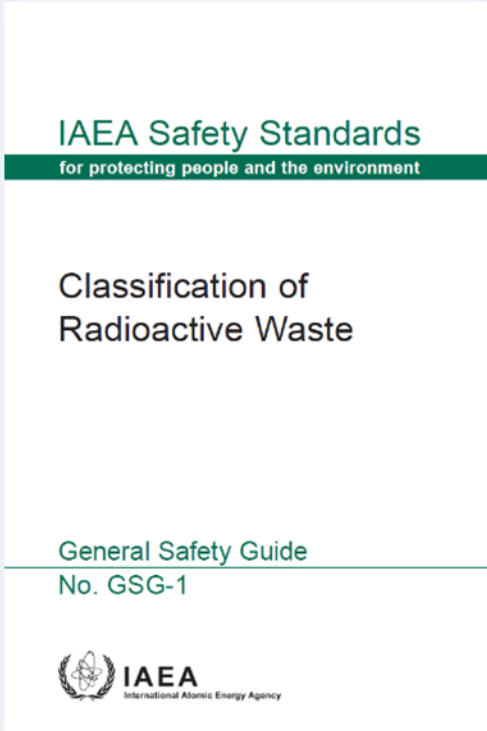 IAEA Safety Standards
for protecting people and the environment
Classification of
Radioactive Waste
General Safety Guide
No. GSG-1
IAEA
International Atomic Energy Agency